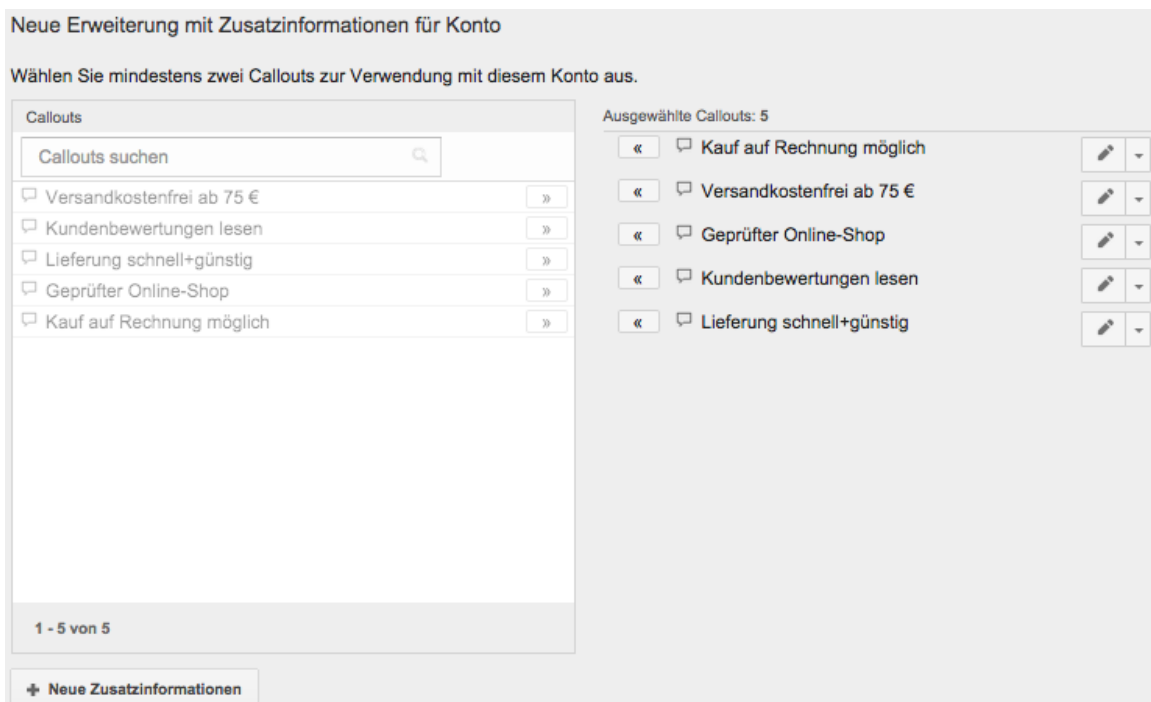 Neue Erweiterung mit Zusatzinformationen für Konto
Wählen Sie mindestens zwei Callouts zur Verwendung mit diesem Konto aus.
Callouts
Callouts suchen
Versandkostenfrei ab 75 €
»
Kundenbewertungen lesen
»
Lieferung schnell+günstig
»
Geprüfter Online-Shop
»
Kauf auf Rechnung möglich
»
1 - 5 von 5
+ Neue Zusatzinformationen
Ausgewählte Callouts: 5
« Kauf auf Rechnung möglich
« Versandkostenfrei ab 75 €
« Geprüfter Online-Shop
« Kundenbewertungen lesen
« Lieferung schnell+günstig